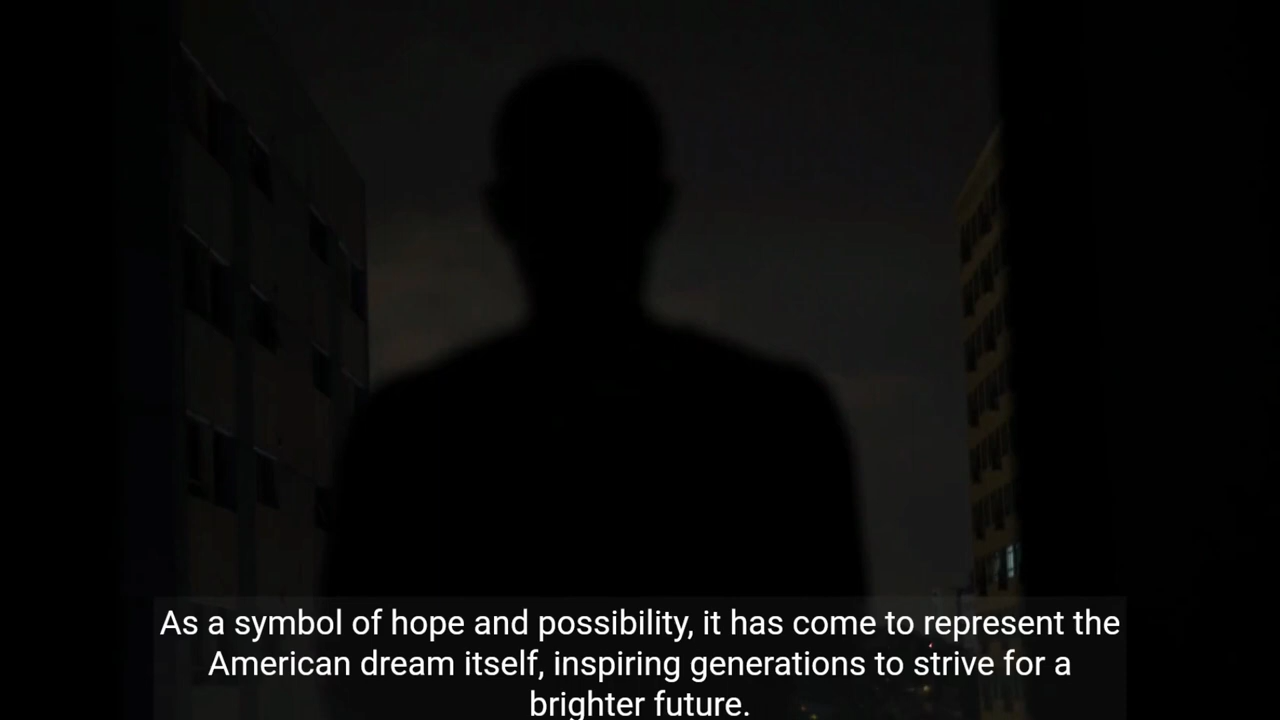 As a symbol of hope and possibility, it has come to represent the
American dream itself, inspiring generations to strive for a
brighter future.